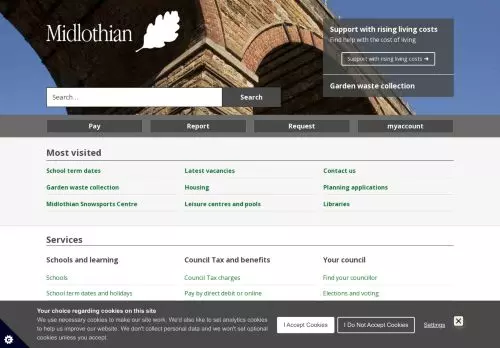 Midlothian
Support with rising living costs
Find help with the cost of living
Support with rising living costs ➔
Garden waste collection
Search...
Search
Pay
Report
Request
myaccount
Most visited
School term dates
Latest vacancies
Contact us
Garden waste collection
Housing
Planning applications
Midlothian Snowsports Centre
Leisure centres and pools
Libraries
Services
Schools and learning
Council Tax and benefits
Your council
Schools
Council Tax charges
Find your councillor
School term dates and holidays
Pay by direct debit or online
Elections and voting
Your choice regarding cookies on this site
We use necessary cookies to make our site work. We'd also like to set analytics cookies
to help us improve our website. We don't collect personal data and we won't set optional
cookies unless you accept.
I Accept Cookies
I Do Not Accept Cookies
Settings